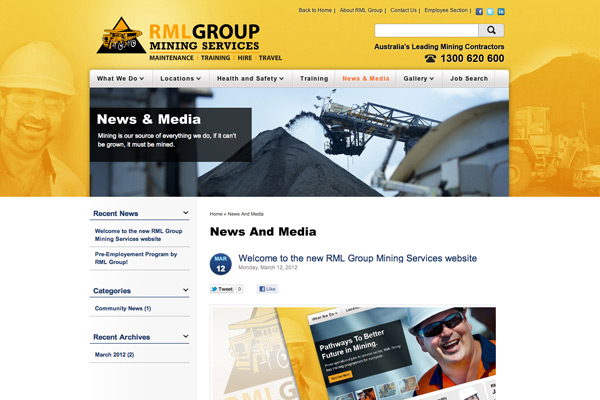 Back to Home | About RML Group | Contact Us | Employee Section |
RMLGROUP
MINING SERVICES
MAINTENANCE | TRAINING | HIRE | TRAVEL
Australia's Leading Mining Contractors
1300 620 600
What We Do Locations Health and Safety Training News & Media Gallery Job Search
News & Media
Mining is our source of everything we do, if it can't
be grown, it must be mined.
Recent News
Welcome to the new RML Group
Mining Services website
Pre-Employement Program by
RML Group!
Categories
Community News (1)
Recent Archives
March 2012 (2)
Home » News And Media
News And Media
MAR
12
Welcome to the new RML Group Mining Services website
Monday, March 12, 2012
Tweet 0 Like
What We Do
Pathways To Better
Future in Mining.